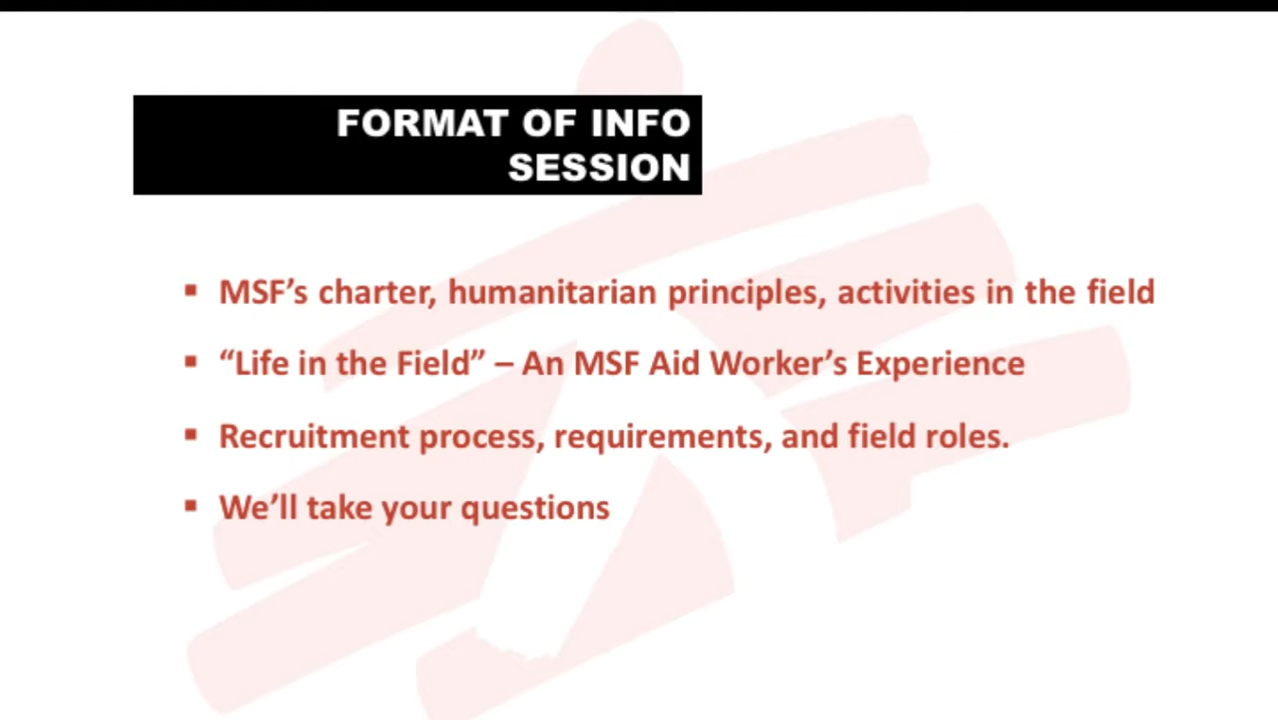 FORMAT OF INFO
SESSION
▪ MSF’s charter, humanitarian principles, activities in the field
▪ “Life in the Field” – An MSF Aid Worker’s Experience
▪ Recruitment process, requirements, and field roles.
▪ We’ll take your questions